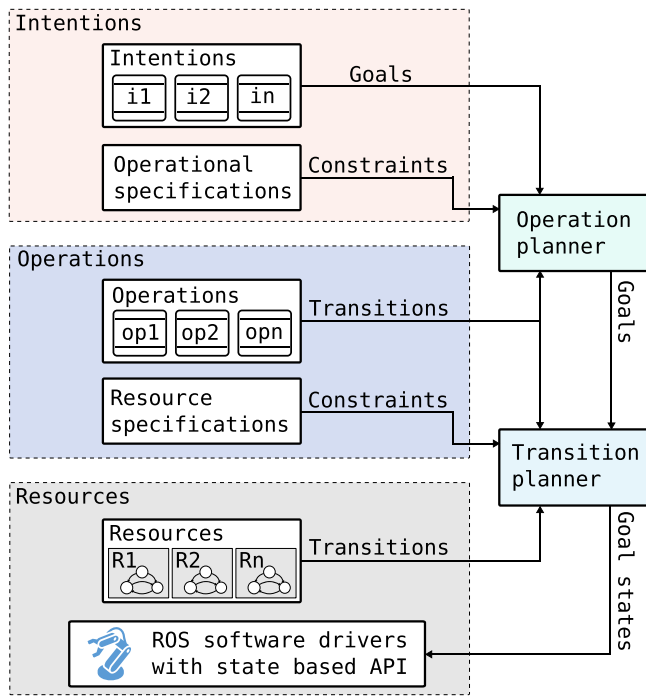 Intentions
Intentions
i1 i2 in
Goals
Operational
specifications
Constraints
Operation
planner
Operations
Operations
op1 op2 opn
Transitions
Goals
Resource
specifications
Constraints
Transition
planner
Resources
Resources
R1 R2 Rn
Transitions
Goal states
ROS software drivers
with state based API